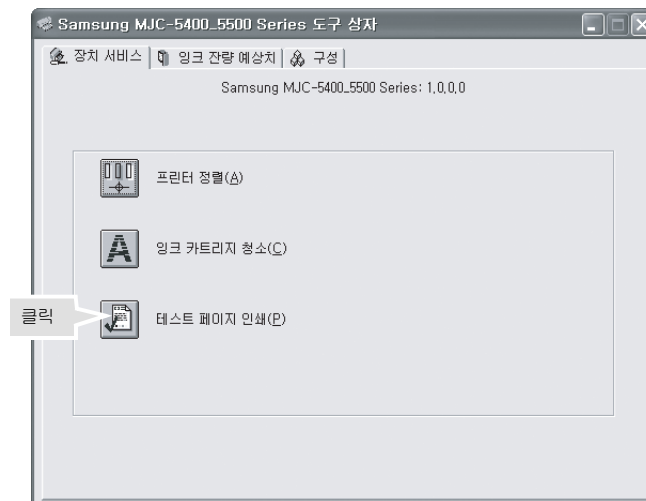 Samsung MJC-5400_5500 Series 도구 상자
장치 서비스 잉크 잔량 예상치 구성
Samsung MJC-5400_5500 Series: 1,0,0,0
프린터 정렬(A)
잉크 카트리지 청소(C)
클릭
테스트 페이지 인쇄(P)